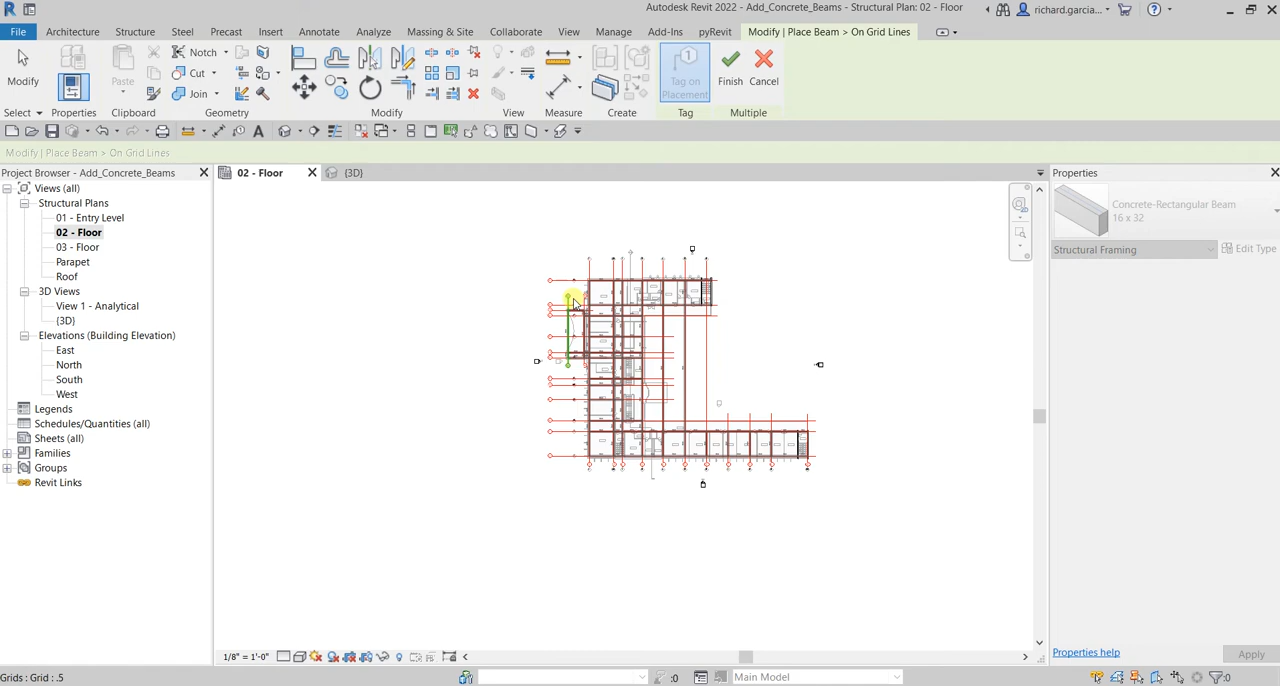 Autodesk Revit 2022 - Add_Concrete_Beams - Structural Plan: 02 - Floor
richard.garcia...
File Architecture Structure Steel Precast Insert Annotate Analyze Massing & Site Collaborate View Manage Add-Ins pyRevit Modify | Place Beam > On Grid Lines
Modify Paste Notch Cut Join Tag on Placement Finish Cancel
Select Properties Clipboard Geometry Modify View Measure Create Tag Multiple
Modify | Place Beam > On Grid Lines
Project Browser - Add_Concrete_Beams
02 - Floor
{3D}
Properties
Views (all)
Structural Plans
01 - Entry Level
02 - Floor
03 - Floor
Parapet
Roof
3D Views
View 1 - Analytical
{3D}
Elevations (Building Elevation)
East
North
South
West
Legends
Schedules/Quantities (all)
Sheets (all)
Families
Groups
Revit Links
Concrete-Rectangular Beam
16 x 32
Structural Framing
Edit Type
Properties help
Apply
1/8" = 1'-0"
Grids : Grid : .5
:0
Main Model
:0